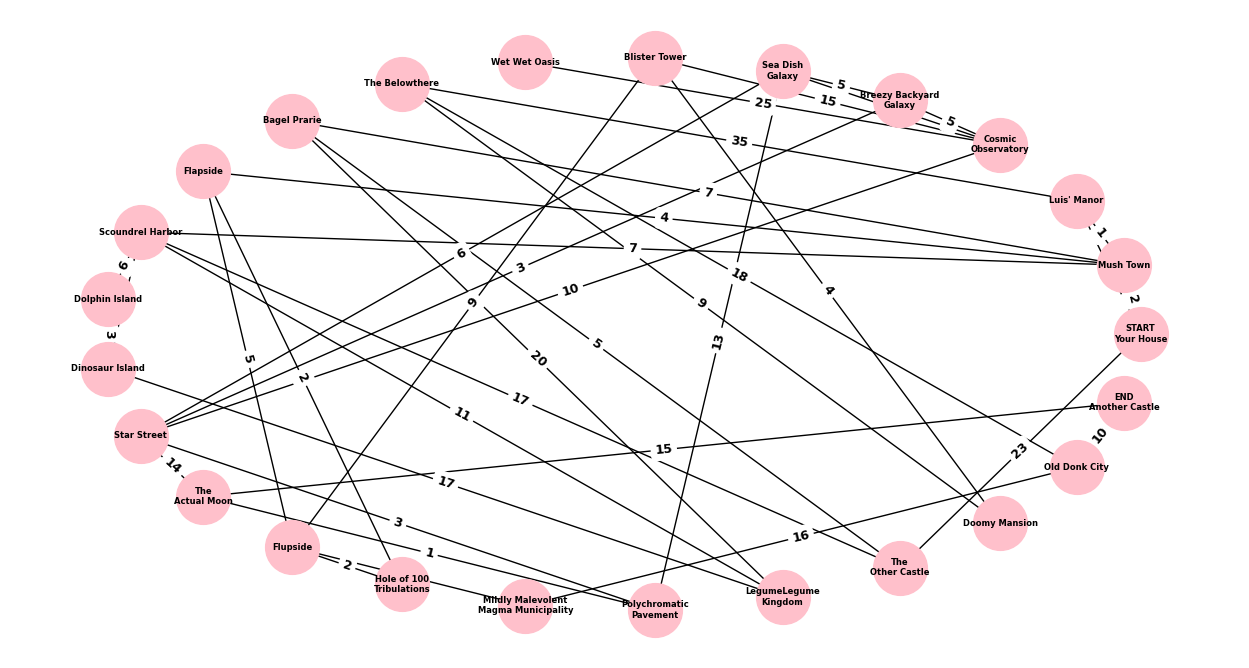 Blister Tower
Wet Wet Oasis
Sea Dish
Galaxy
The Belowthere
5
Breezy Backyard
Galaxy
15
25
Bagel Prarie
5
35
Cosmic
Observatory
Flapside
7
Luis' Manor
4
Scoundrel Harbor
1
7
6
3
6
Mush Town
18
10
4
Dolphin Island
2
9
9
3
START
Your House
13
5
5
20
Dinosaur Island
2
17
END
Another Castle
11
Star Street
10
15
23
14
Old Donk City
17
The
Actual Moon
3
Doomy Mansion
16
Flupside
1
2
The
Other Castle
Hole of 100
Tribulations
LegumeLegume
Kingdom
Mildly Malevolent
Magma Municipality
Polychromatic
Pavement